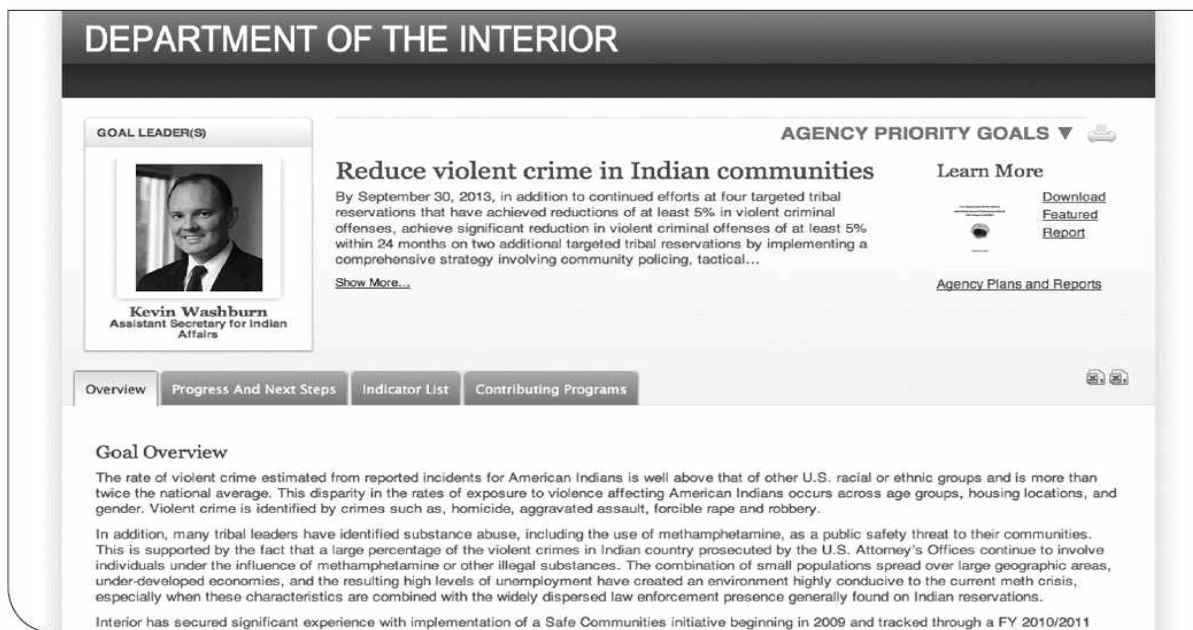 DEPARTMENT OF THE INTERIOR
GOAL LEADER(S)
Kevin Washburn
Assistant Secretary for Indian
Affairs
AGENCY PRIORITY GOALS ▼
Reduce violent crime in Indian communities
By September 30, 2013, in addition to continued efforts at four targeted tribal
reservations that have achieved reductions of at least 5% in violent criminal
offenses, achieve significant reduction in violent criminal offenses of at least 5%
within 24 months on two additional targeted tribal reservations by implementing a
comprehensive strategy involving community policing, tactical...
Show More...
Learn More
Download
Featured
Report
Agency Plans and Reports
Overview
Progress And Next Steps
Indicator List
Contributing Programs
Goal Overview
The rate of violent crime estimated from reported incidents for American Indians is well above that of other U.S. racial or ethnic groups and is more than
twice the national average. This disparity in the rates of exposure to violence affecting American Indians occurs across age groups, housing locations, and
gender. Violent crime is identified by crimes such as, homicide, aggravated assault, forcible rape and robbery.
In addition, many tribal leaders have identified substance abuse, including the use of methamphetamine, as a public safety threat to their communities.
This is supported by the fact that a large percentage of the violent crimes in Indian country prosecuted by the U.S. Attorney's Offices continue to involve
individuals under the influence of methamphetamine or other illegal substances. The combination of small populations spread over large geographic areas,
under-developed economies, and the resulting high levels of unemployment have created an environment highly conducive to the current meth crisis,
especially when these characteristics are combined with the widely dispersed law enforcement presence generally found on Indian reservations.
Interior has secured significant experience with implementation of a Safe Communities initiative beginning in 2009 and tracked through a FY 2010/2011